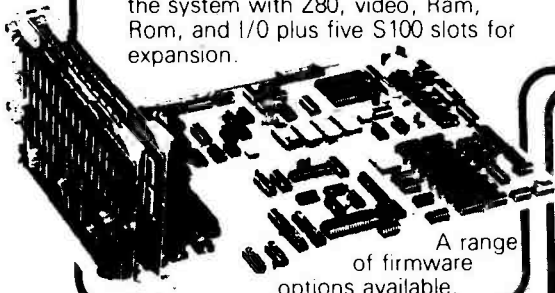 the system with Z80, video, Ram,
Rom, and I/O plus five S100 slots for
expansion.
A range
of firmware
options available.